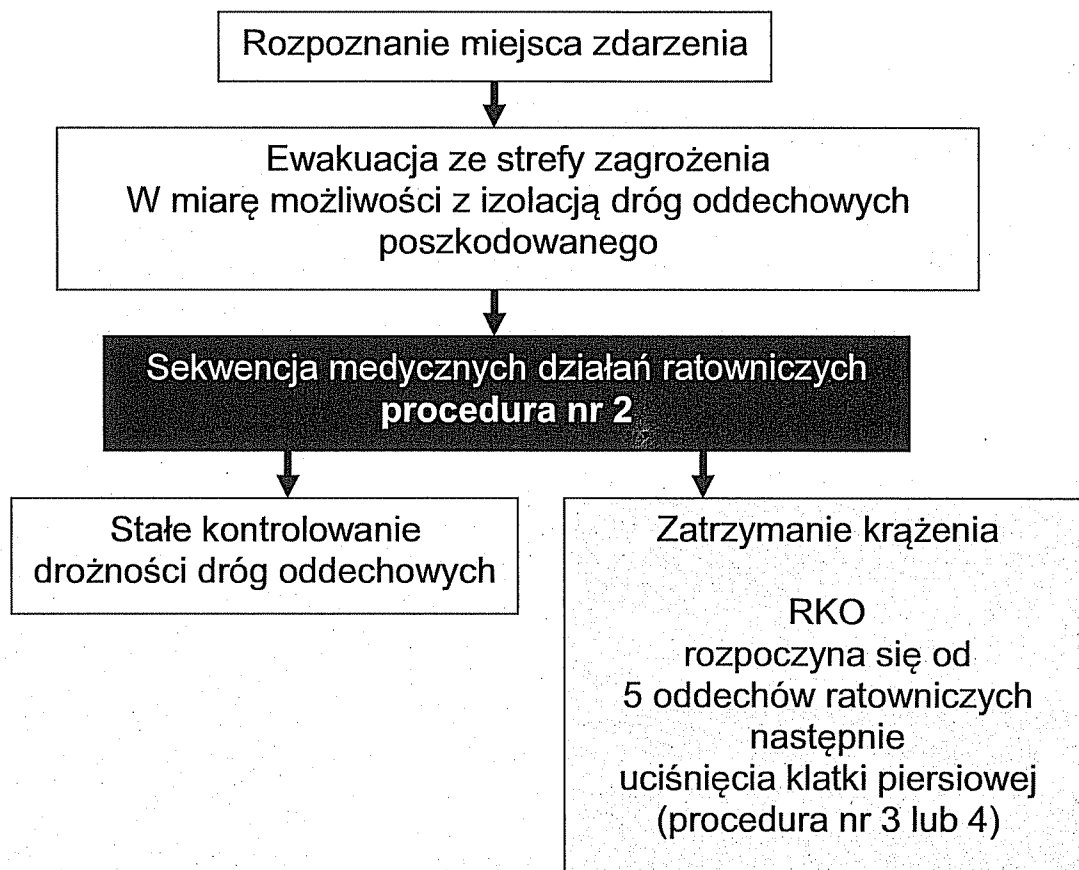 Rozpoznanie miejsca zdarzenia
Ewakuacja ze strefy zagrożenia
W miarę możliwości z izolacją dróg oddechowych
poszkodowanego
Sekwencja medycznych działań ratowniczych
procedura nr 2
Stałe kontrolowanie
drożności dróg oddechowych
Zatrzymanie krążenia
RKO
rozpoczyna się od
5 oddechów ratowniczych
następnie
uciśnięcia klatki piersiowej
(procedura nr 3 lub 4)